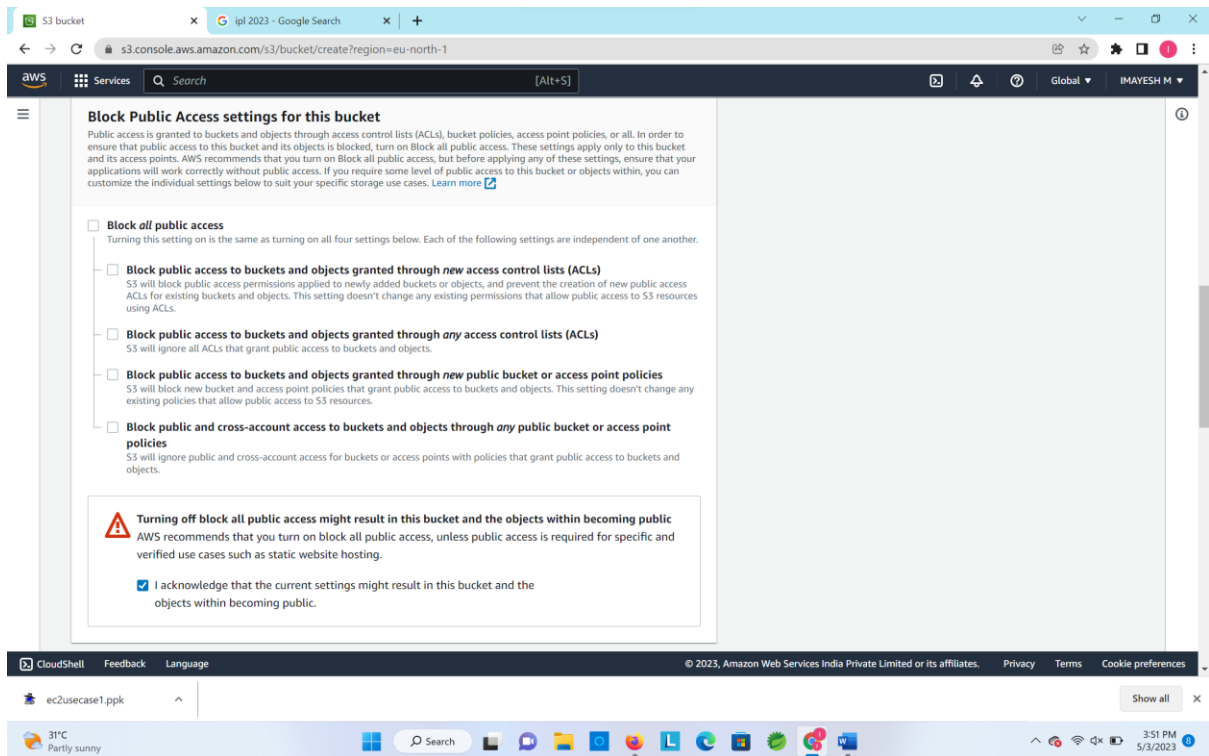 S3 bucket
ipl 2023 - Google Search
s3.console.aws.amazon.com/s3/bucket/create?region=eu-north-1
aws Services Search [Alt+S] Global IMAYESH M
Block Public Access settings for this bucket
Public access is granted to buckets and objects through access control lists (ACLs), bucket policies, access point policies, or all. In order to
ensure that public access to this bucket and its objects is blocked, turn on Block all public access. These settings apply only to this bucket
and its access points. AWS recommends that you turn on Block all public access, but before applying any of these settings, ensure that your
applications will work correctly without public access. If you require some level of public access to this bucket or objects within, you can
customize the individual settings below to suit your specific storage use cases. Learn more
Block all public access
Turning this setting on is the same as turning on all four settings below. Each of the following settings are independent of one another.
Block public access to buckets and objects granted through new access control lists (ACLs)
S3 will block public access permissions applied to newly added buckets or objects, and prevent the creation of new public access
ACLs for existing buckets and objects. This setting doesn't change any existing permissions that allow public access to S3 resources
using ACLs.
Block public access to buckets and objects granted through any access control lists (ACLs)
S3 will ignore all ACLs that grant public access to buckets and objects.
Block public access to buckets and objects granted through new public bucket or access point policies
S3 will block new bucket and access point policies that grant public access to buckets and objects. This setting doesn't change any
existing policies that allow public access to S3 resources.
Block public and cross-account access to buckets and objects through any public bucket or access point
policies
S3 will ignore public and cross-account access for buckets or access points with policies that grant public access to buckets and
objects.
Turning off block all public access might result in this bucket and the objects within becoming public
AWS recommends that you turn on block all public access, unless public access is required for specific and
verified use cases such as static website hosting.
I acknowledge that the current settings might result in this bucket and the
objects within becoming public.
CloudShell Feedback Language © 2023, Amazon Web Services India Private Limited or its affiliates. Privacy Terms Cookie preferences
ec2usecase1.ppk Show all
31°C
Partly sunny
Search
3:51 PM
5/3/2023
8